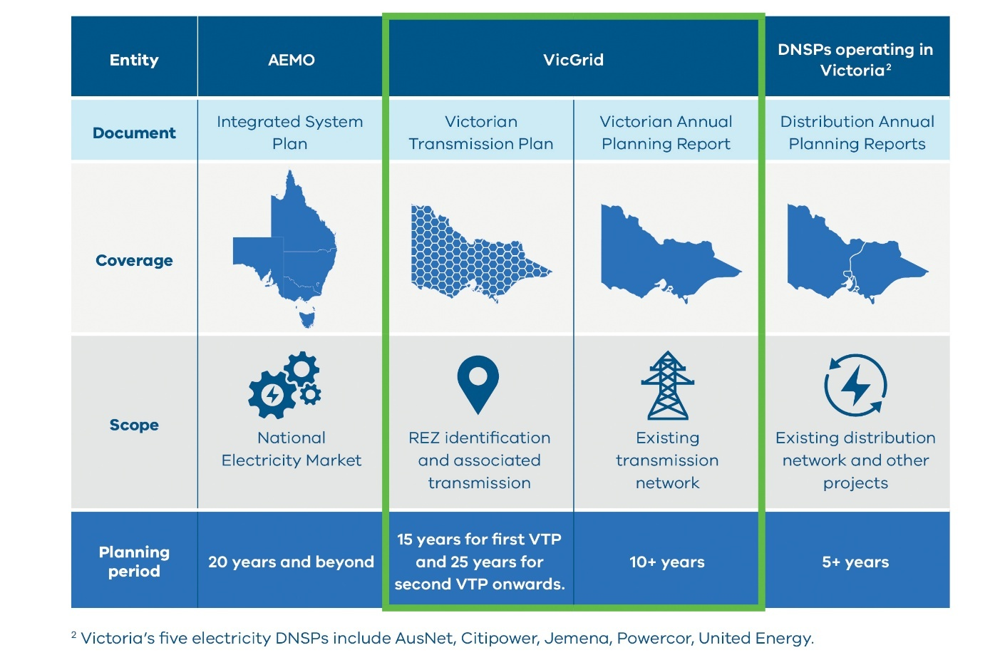 Entity
AEMO
VicGrid
DNSPs operating in
Victoria²
Document
Integrated System
Plan
Victorian
Transmission Plan
Victorian Annual
Planning Report
Distribution Annual
Planning Reports
Coverage
Scope
National
Electricity Market
REZ identification
and associated
transmission
Existing
transmission
network
Existing distribution
network and other
projects
Planning
period
20 years and beyond
15 years for first VTP
and 25 years for
second VTP onwards.
10+ years
5+ years
² Victoria’s five electricity DNSPs include AusNet, Citipower, Jemena, Powercor, United Energy.